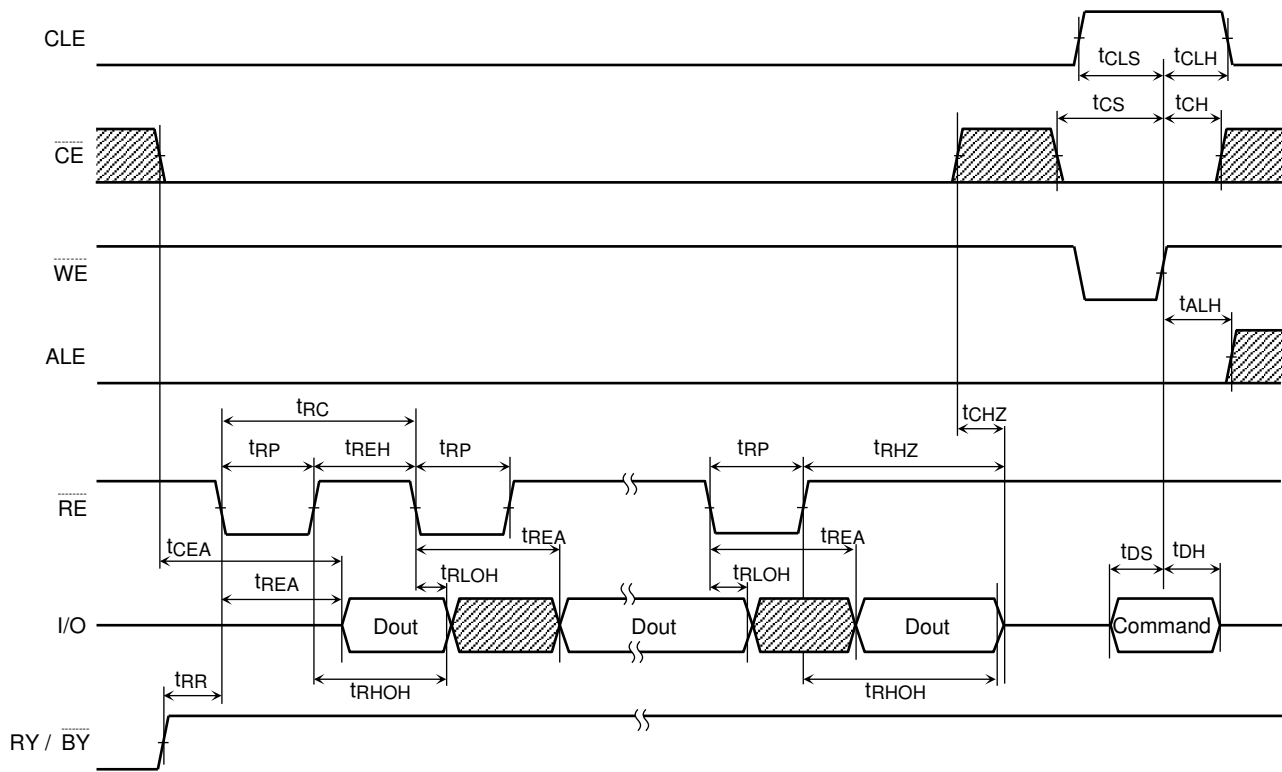 CLE
tCLS tCLH
tCS tCH
CE
WE
tALH
ALE
tRC
tCHZ
tRP tREH tRP tRP tRHZ
RE
tCEA tREA tREA
tREA tRLOH tRLOH tDS tDH
I/O Dout Dout Dout Command
tRHOH tRHOH
tRR
RY / BY